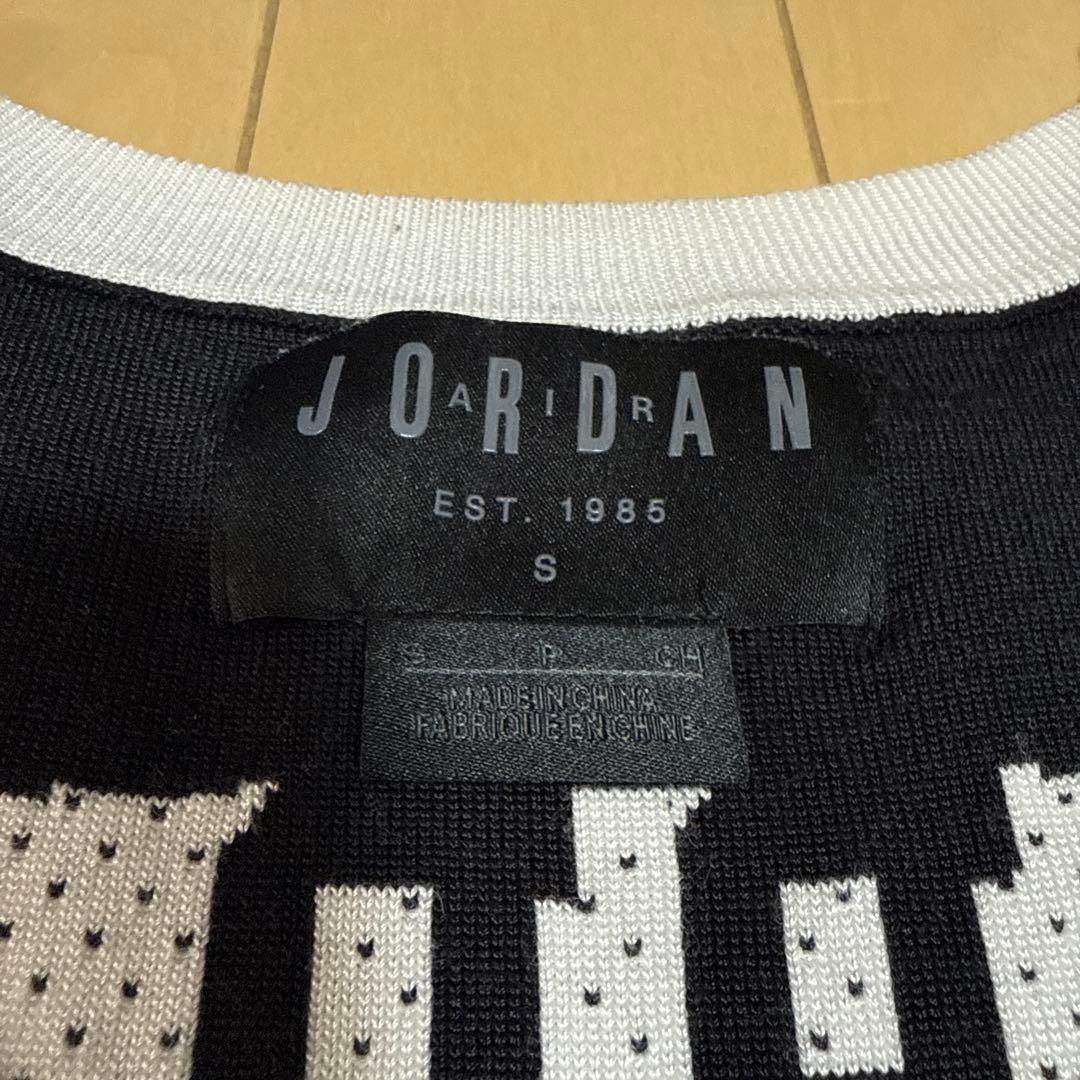 JORDAN
AIR
EST. 1985
S
S P CH
MADE IN CHINA
FABRIQUE EN CHINE